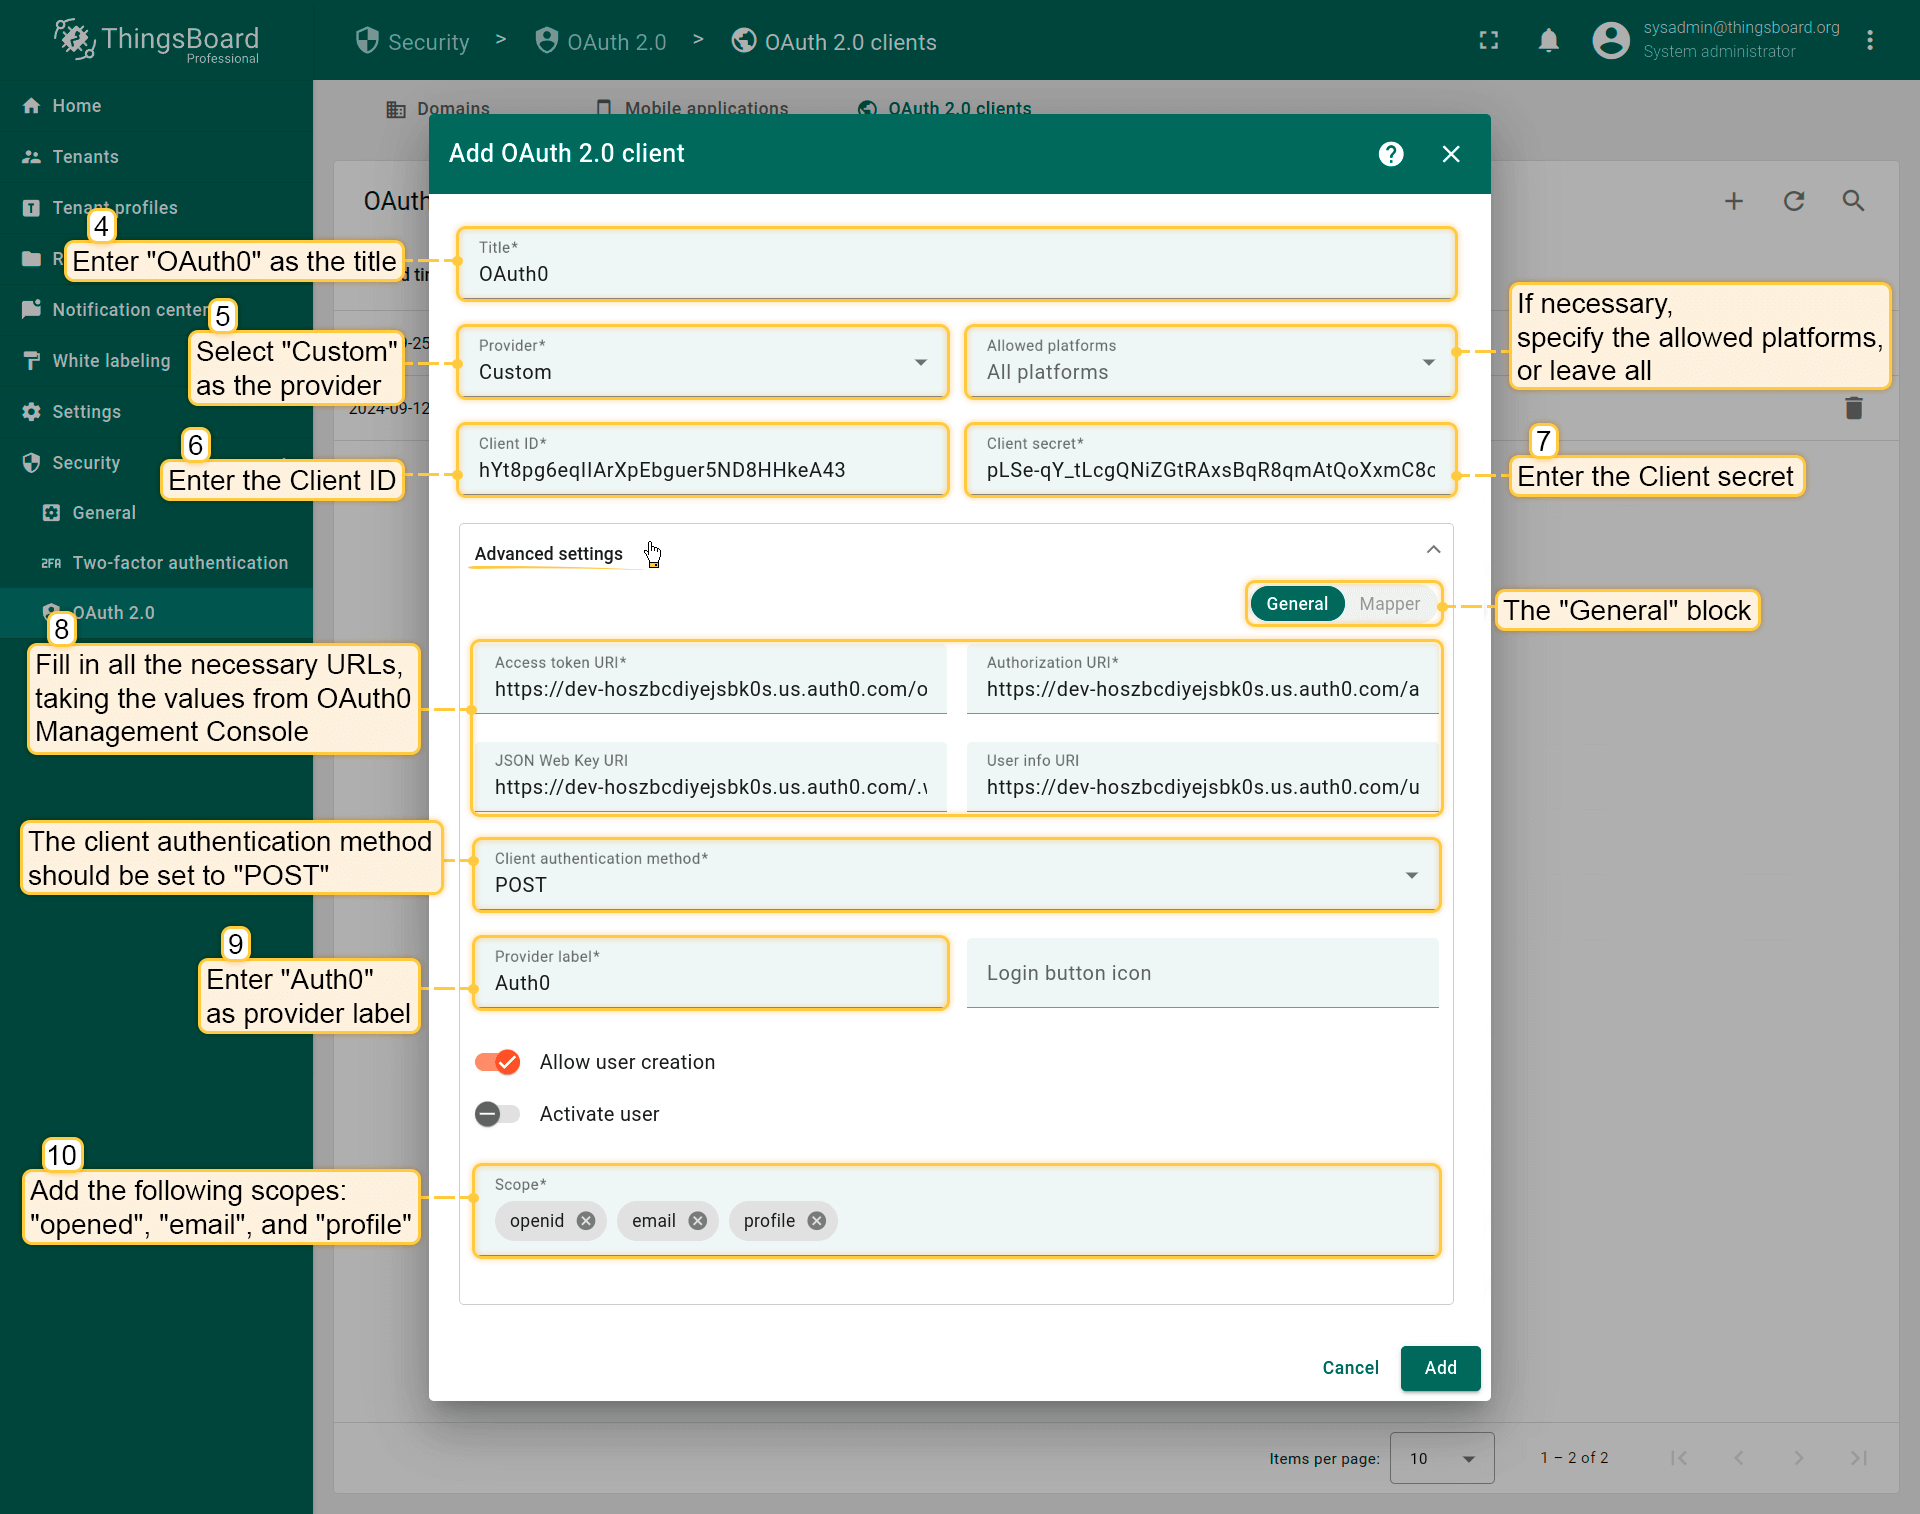 ThingsBoard
Professional
Security > OAuth 2.0 > OAuth 2.0 clients
sysadmin@thingsboard.org
System administrator
Home
Tenants
Tenant profiles
R
Notification center
White labeling
Settings
Security
General
2FA Two-factor authentication
OAuth 2.0
Domains
Mobile applications
OAuth 2.0 clients
OAuth
d tim
-25
2024-09-12
Add OAuth 2.0 client
Title*
OAuth0
Provider*
Custom
Allowed platforms
All platforms
Client ID*
hYt8pg6eqIIArXpEbguer5ND8HHkeA43
Client secret*
pLSe-qY_tLcgQNiZGtRAxsBqR8qmAtQoXxmC8c
Advanced settings
General
Mapper
Access token URI*
https://dev-hoszbcdiyejsbk0s.us.auth0.com/o
Authorization URI*
https://dev-hoszbcdiyejsbk0s.us.auth0.com/a
JSON Web Key URI
https://dev-hoszbcdiyejsbk0s.us.auth0.com/.
User info URI
https://dev-hoszbcdiyejsbk0s.us.auth0.com/u
Client authentication method*
POST
Provider label*
Auth0
Login button icon
Allow user creation
Activate user
Scope*
openid
email
profile
Cancel
Add
Items per page:
10
1 – 2 of 2
4
Enter "OAuth0" as the title
5
Select "Custom"
as the provider
If necessary,
specify the allowed platforms,
or leave all
6
Enter the Client ID
7
Enter the Client secret
The "General" block
8
Fill in all the necessary URLs,
taking the values from OAuth0
Management Console
The client authentication method
should be set to "POST"
9
Enter "Auth0"
as provider label
10
Add the following scopes:
"opened", "email", and "profile"